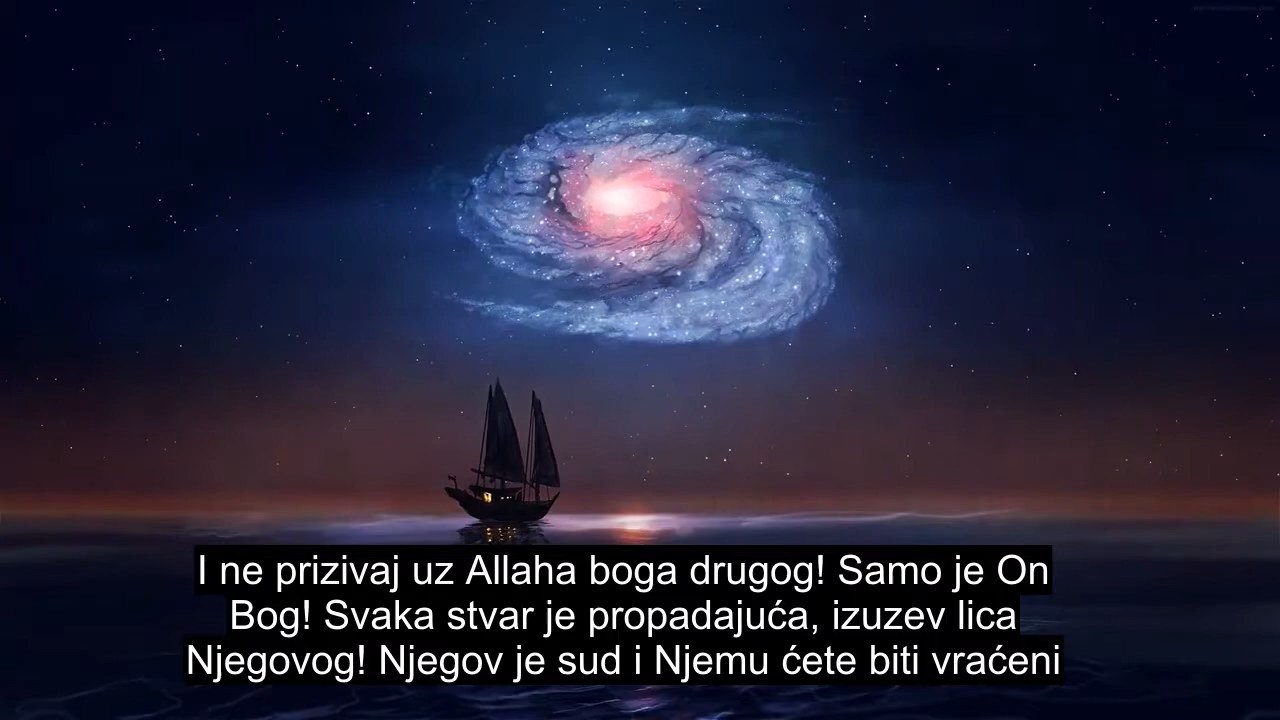 I ne prizivaj uz Allaha boga drugog! Samo je On
Bog! Svaka stvar je propadajuća, izuzev lica
Njegovog! Njegov je sud i Njemu ćete biti vraćeni